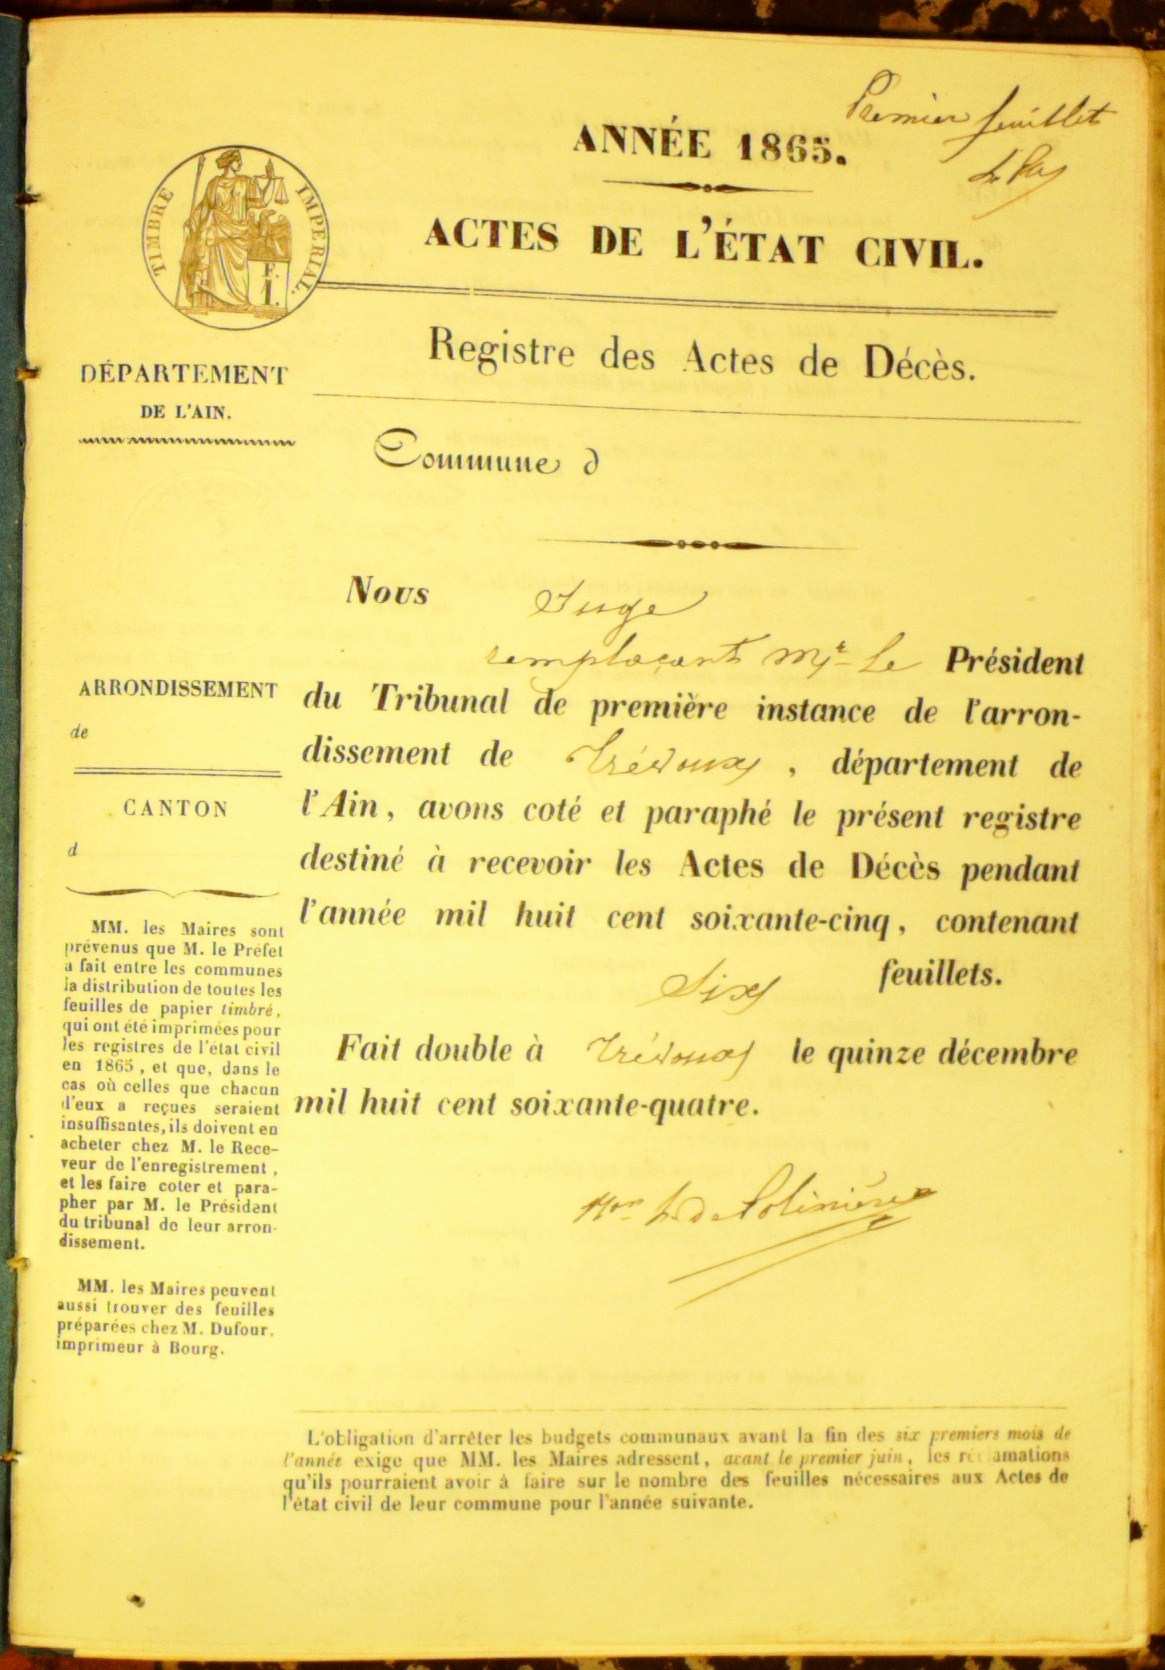 Premier feuillet
ANNÉE 1865.
TIMBRE IMPÉRIAL.
F.
I.
ACTES DE L'ÉTAT CIVIL.
Registre des Actes de Décès.
DÉPARTEMENT
DE L'AIN.
Commune d
Nous Juge
remplaçant Mr le Président
du Tribunal de première instance de l'arron-
dissement de Trévoux, département de
l'Ain, avons coté et paraphé le présent registre
destiné à recevoir les Actes de Décès pendant
l'année mil huit cent soixante-cinq, contenant
Six feuillets.
Fait double à Trévoux le quinze décembre
mil huit cent soixante-quatre.
ARRONDISSEMENT
de
CANTON
d
MM. les Maires sont
prévenus que M. le Préfet
a fait entre les communes
la distribution de toutes les
feuilles de papier timbré,
qui ont été imprimées pour
les registres de l'état civil
en 1865, et que, dans le
cas où celles que chacun
d'eux a reçues seraient
insuffisantes, ils doivent en
acheter chez M. le Rece-
veur de l'enregistrement,
et les faire coter et para-
pher par M. le Président
du tribunal de leur arron-
dissement.
MM. les Maires peuvent
aussi trouver des feuilles
préparées chez M. Dufour,
imprimeur à Bourg.
L'obligation d'arrêter les budgets communaux avant la fin des six premiers mois de
l'année exige que MM. les Maires adressent, avant le premier juin, les réclamations
qu'ils pourraient avoir à faire sur le nombre des feuilles nécessaires aux Actes de
l'état civil de leur commune pour l'année suivante.